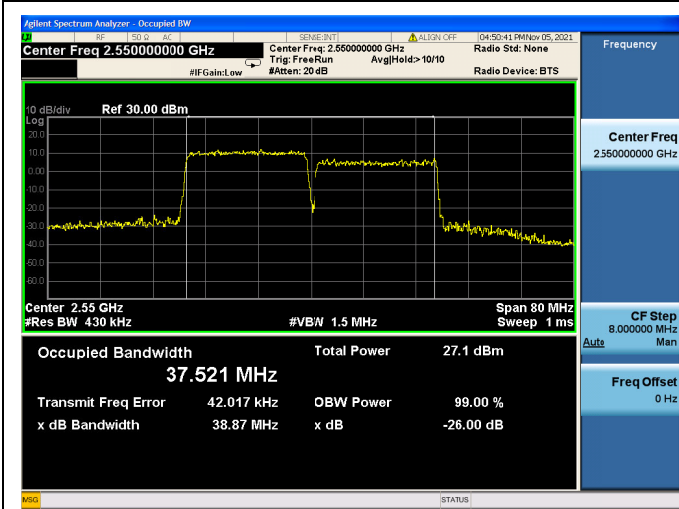 Agilent Spectrum Analyzer - Occupied BW
RF 50 Ω AC SENSE:INT ALIGN OFF 04:50:41 PM Nov 05, 2021
Center Freq 2.550000000 GHz
Center Freq: 2.550000000 GHz
Radio Std: None
Trig: Free Run Avg|Hold:> 10/10
#IFGain:Low #Atten: 20 dB Radio Device: BTS
10 dB/div Ref 30.00 dBm
Log
20.0
10.0
0.00
-10.0
-20.0
-30.0
-40.0
-50.0
-60.0
Center 2.55 GHz Span 80 MHz
#Res BW 430 kHz #VBW 1.5 MHz Sweep 1 ms
Occupied Bandwidth Total Power 27.1 dBm
37.521 MHz
Transmit Freq Error 42.017 kHz OBW Power 99.00 %
x dB Bandwidth 38.87 MHz x dB -26.00 dB
Frequency
Center Freq
2.550000000 GHz
CF Step
8.000000 MHz
Auto Man
Freq Offset
0 Hz
MSG STATUS